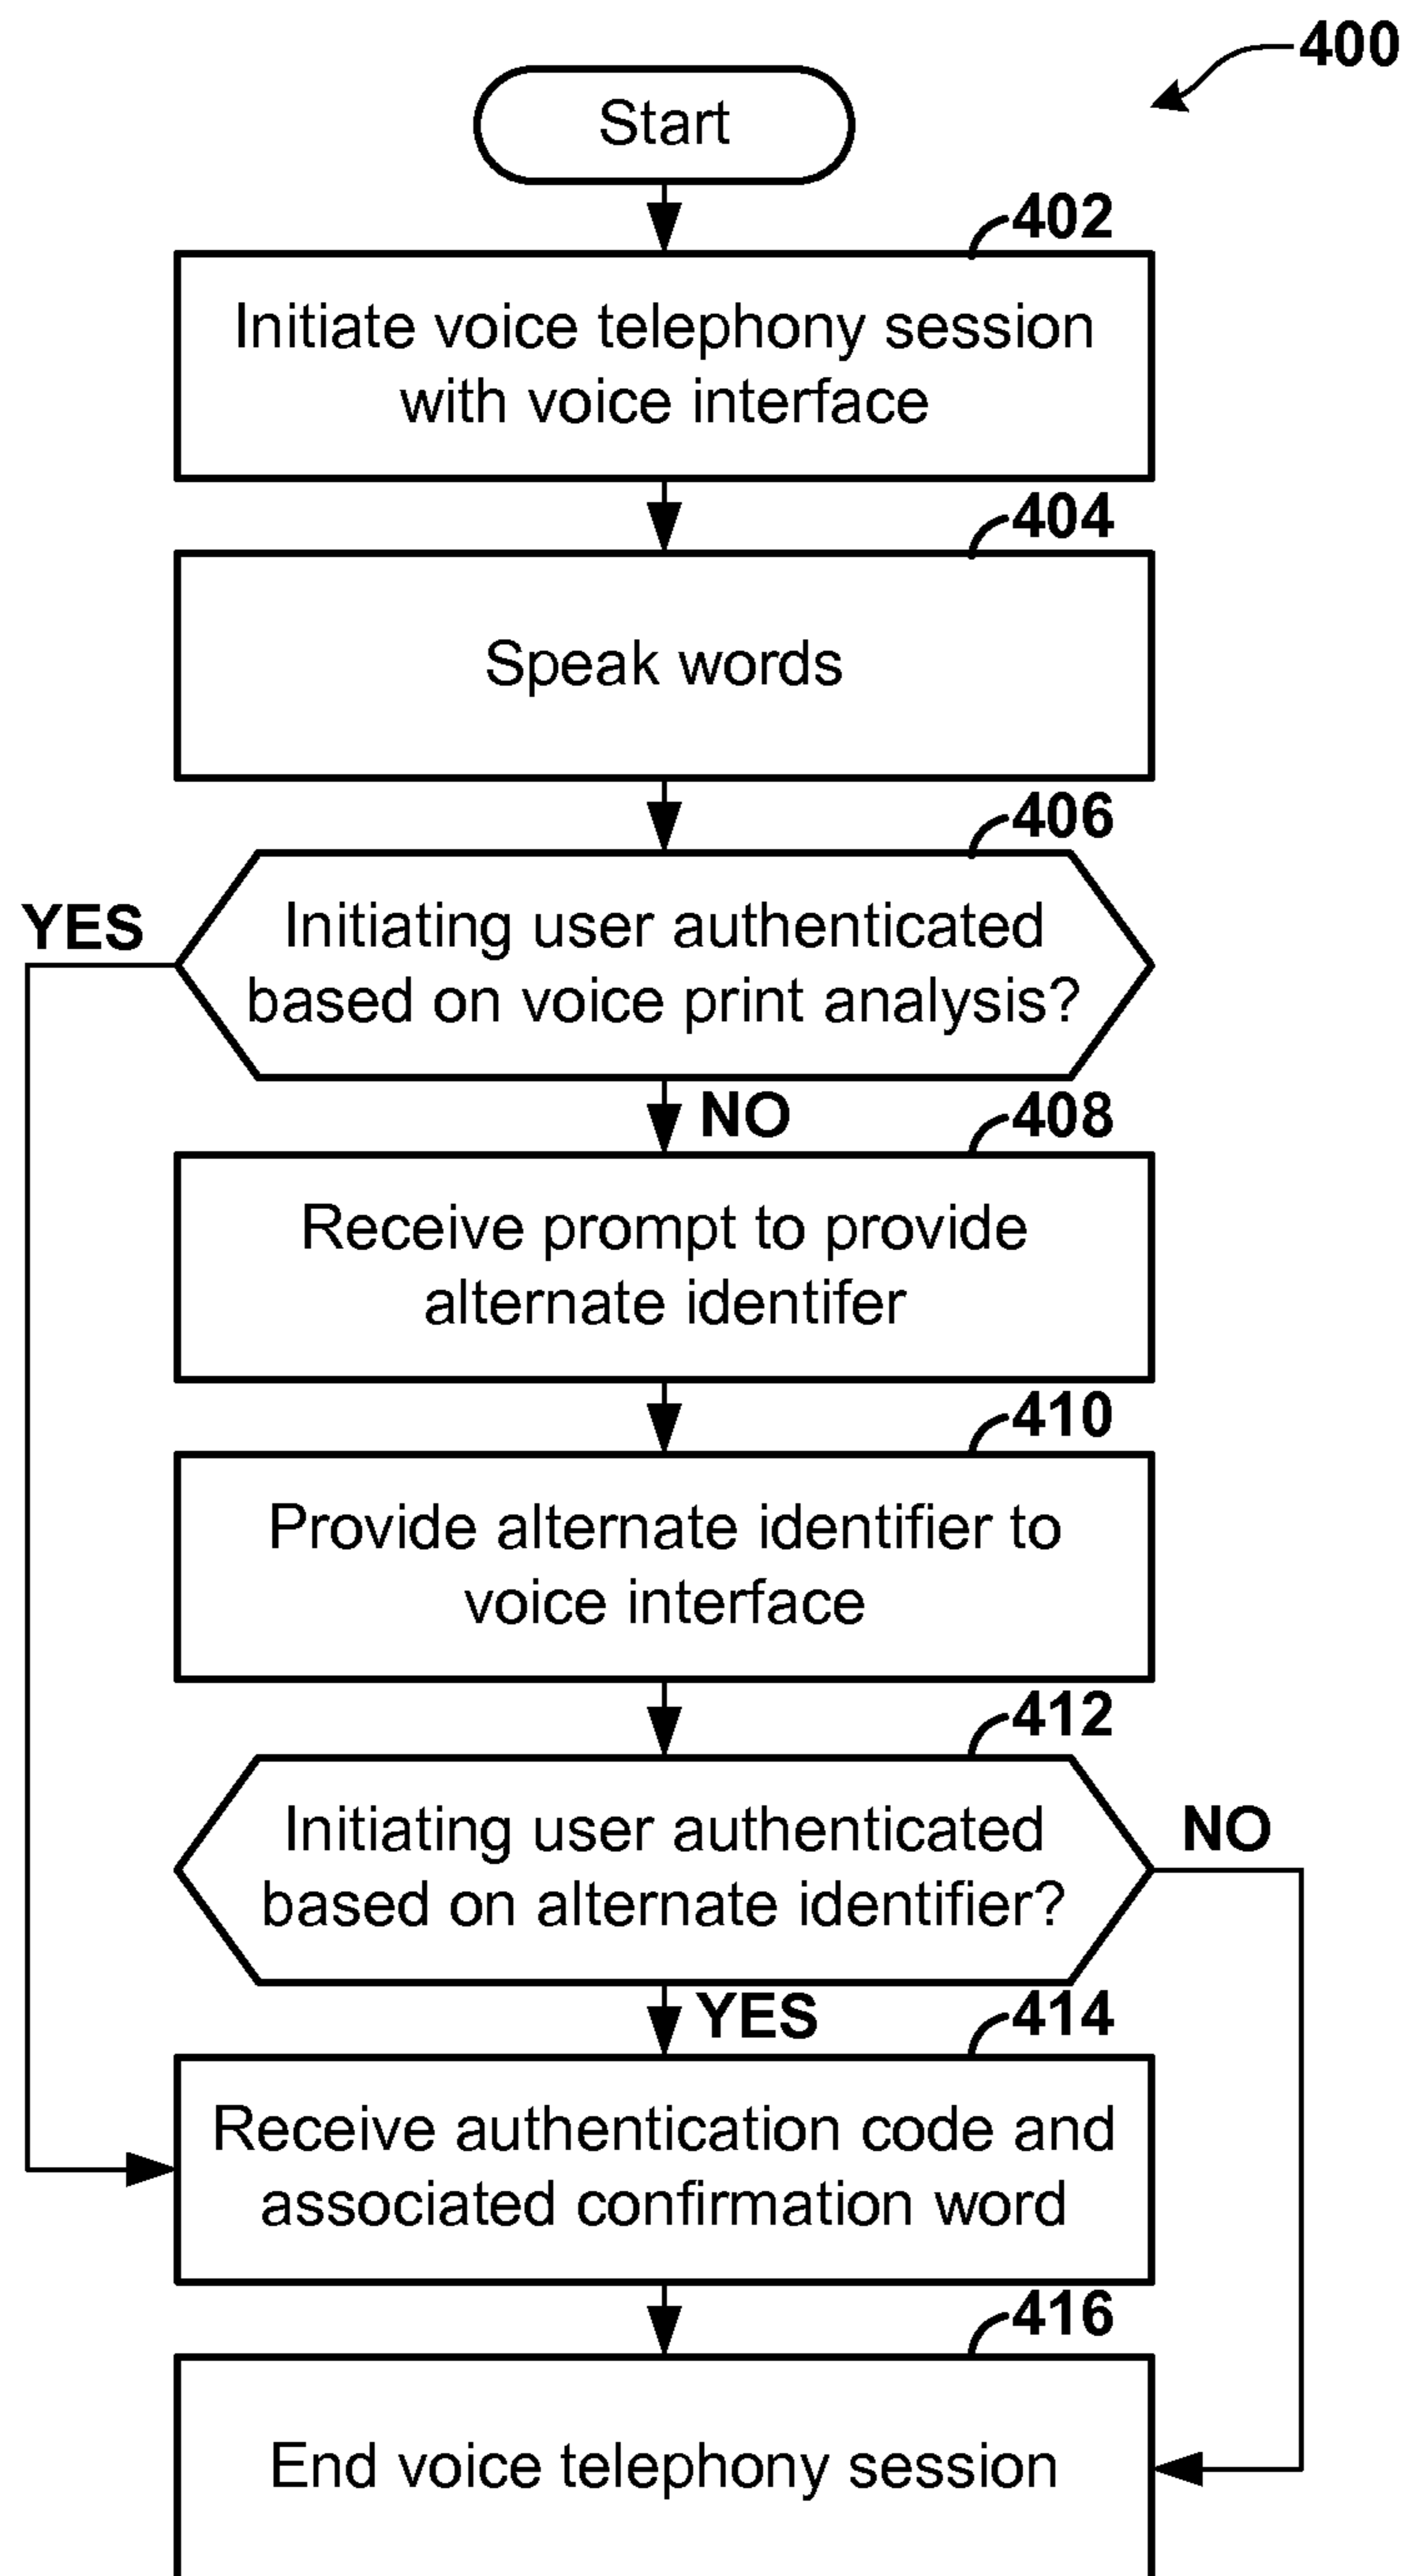 400
Start
402
Initiate voice telephony session
with voice interface
404
Speak words
406
YES
Initiating user authenticated
based on voice print analysis?
NO
408
Receive prompt to provide
alternate identifer
410
Provide alternate identifier to
voice interface
412
Initiating user authenticated
based on alternate identifier?
NO
YES
414
Receive authentication code and
associated confirmation word
416
End voice telephony session